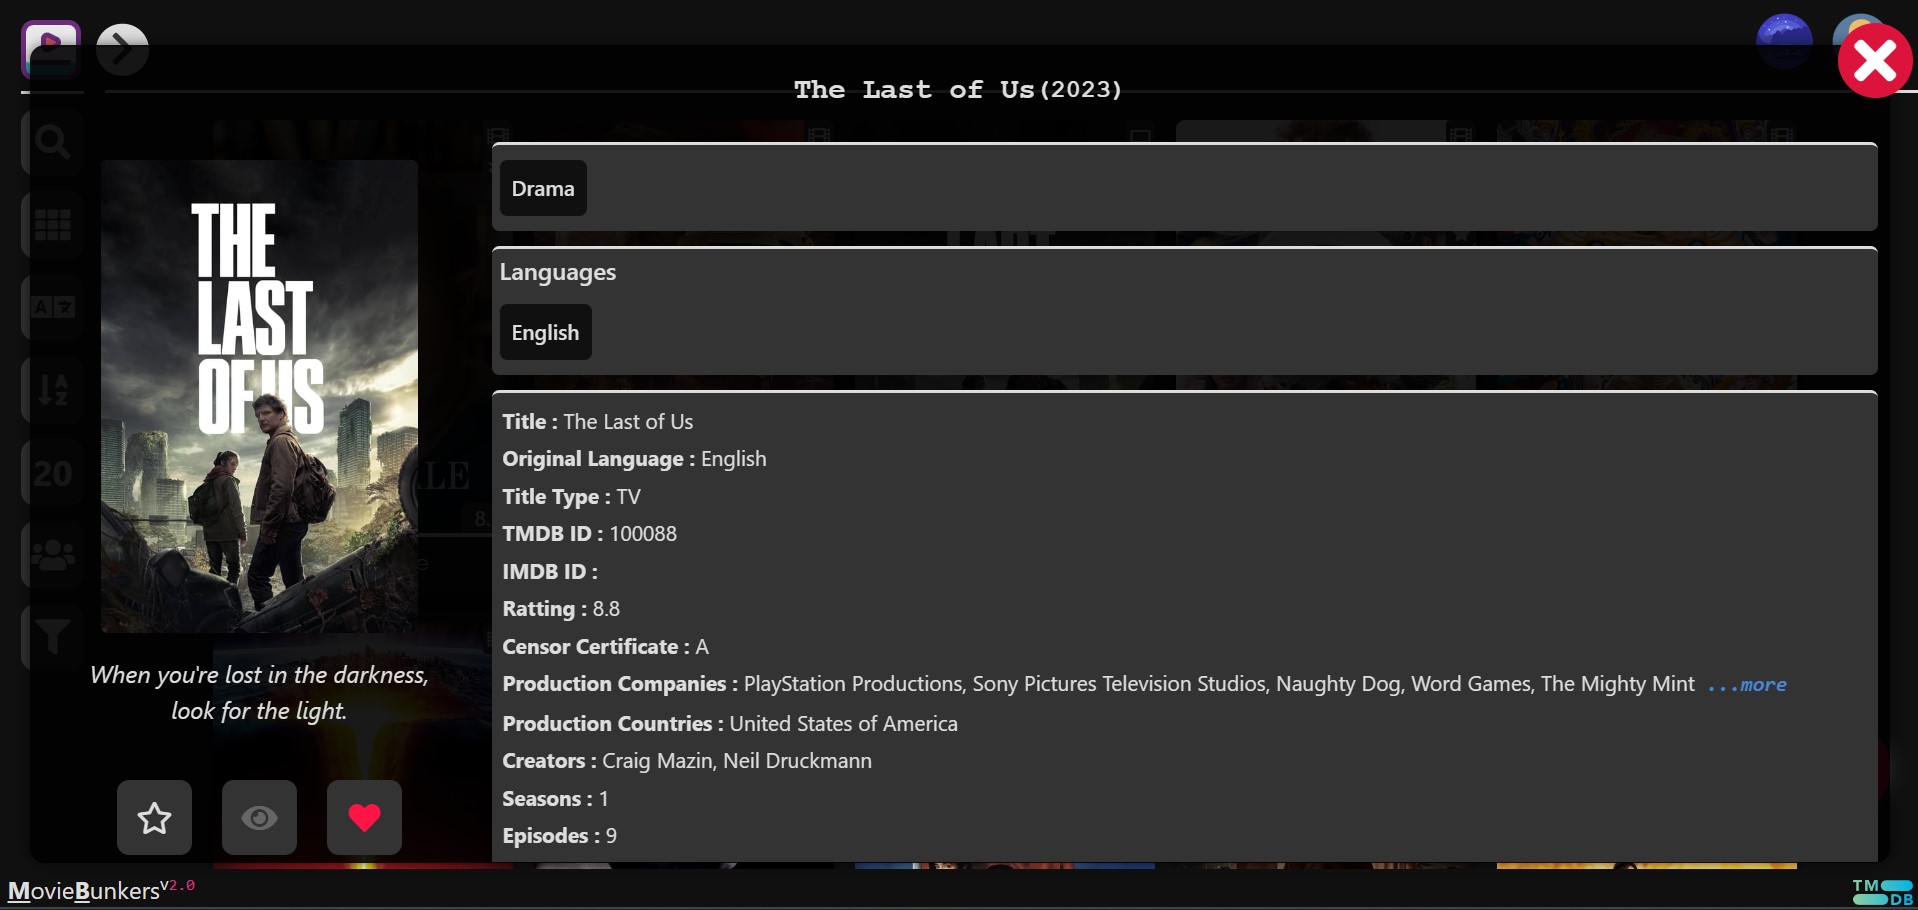 The Last of Us(2023)
THE
LAST
OF US
When you're lost in the darkness,
look for the light.
Drama
Languages
English
Title : The Last of Us
Original Language : English
Title Type : TV
TMDB ID : 100088
IMDB ID :
Ratting : 8.8
Censor Certificate : A
Production Companies : PlayStation Productions, Sony Pictures Television Studios, Naughty Dog, Word Games, The Mighty Mint ...more
Production Countries : United States of America
Creators : Craig Mazin, Neil Druckmann
Seasons : 1
Episodes : 9
A
A
Z
20
MovieBunkersv2.0
TM
DB